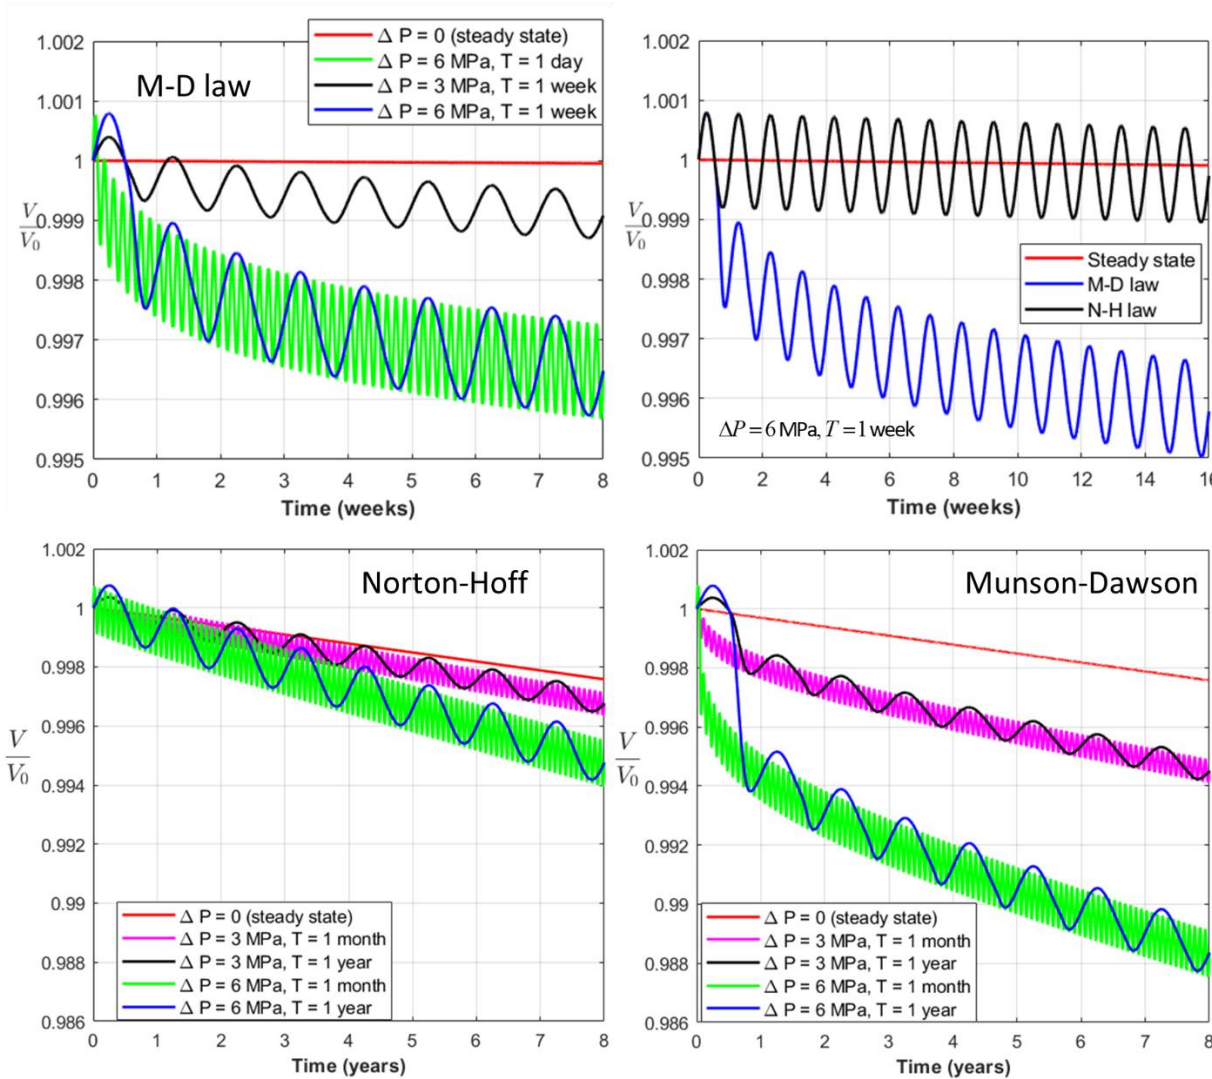 M-D law
Δ P = 0 (steady state)
Δ P = 6 MPa, T = 1 day
Δ P = 3 MPa, T = 1 week
Δ P = 6 MPa, T = 1 week
1.002
1.001
1
0.999
0.998
0.997
0.996
0.995
V
V₀
0 1 2 3 4 5 6 7 8
Time (weeks)
1.002
1.001
1
0.999
0.998
0.997
0.996
0.995
V
V₀
Steady state
M-D law
N-H law
ΔP = 6 MPa, T = 1 week
0 2 4 6 8 10 12 14 16
Time (weeks)
Norton-Hoff
1.002
1
0.998
0.996
0.994
0.992
0.99
0.988
0.986
V
V₀
Δ P = 0 (steady state)
Δ P = 3 MPa, T = 1 month
Δ P = 3 MPa, T = 1 year
Δ P = 6 MPa, T = 1 month
Δ P = 6 MPa, T = 1 year
0 1 2 3 4 5 6 7 8
Time (years)
Munson-Dawson
1.002
1
0.998
0.996
0.994
0.992
0.99
0.988
0.986
V
V₀
Δ P = 0 (steady state)
Δ P = 3 MPa, T = 1 month
Δ P = 3 MPa, T = 1 year
Δ P = 6 MPa, T = 1 month
Δ P = 6 MPa, T = 1 year
0 1 2 3 4 5 6 7 8
Time (years)